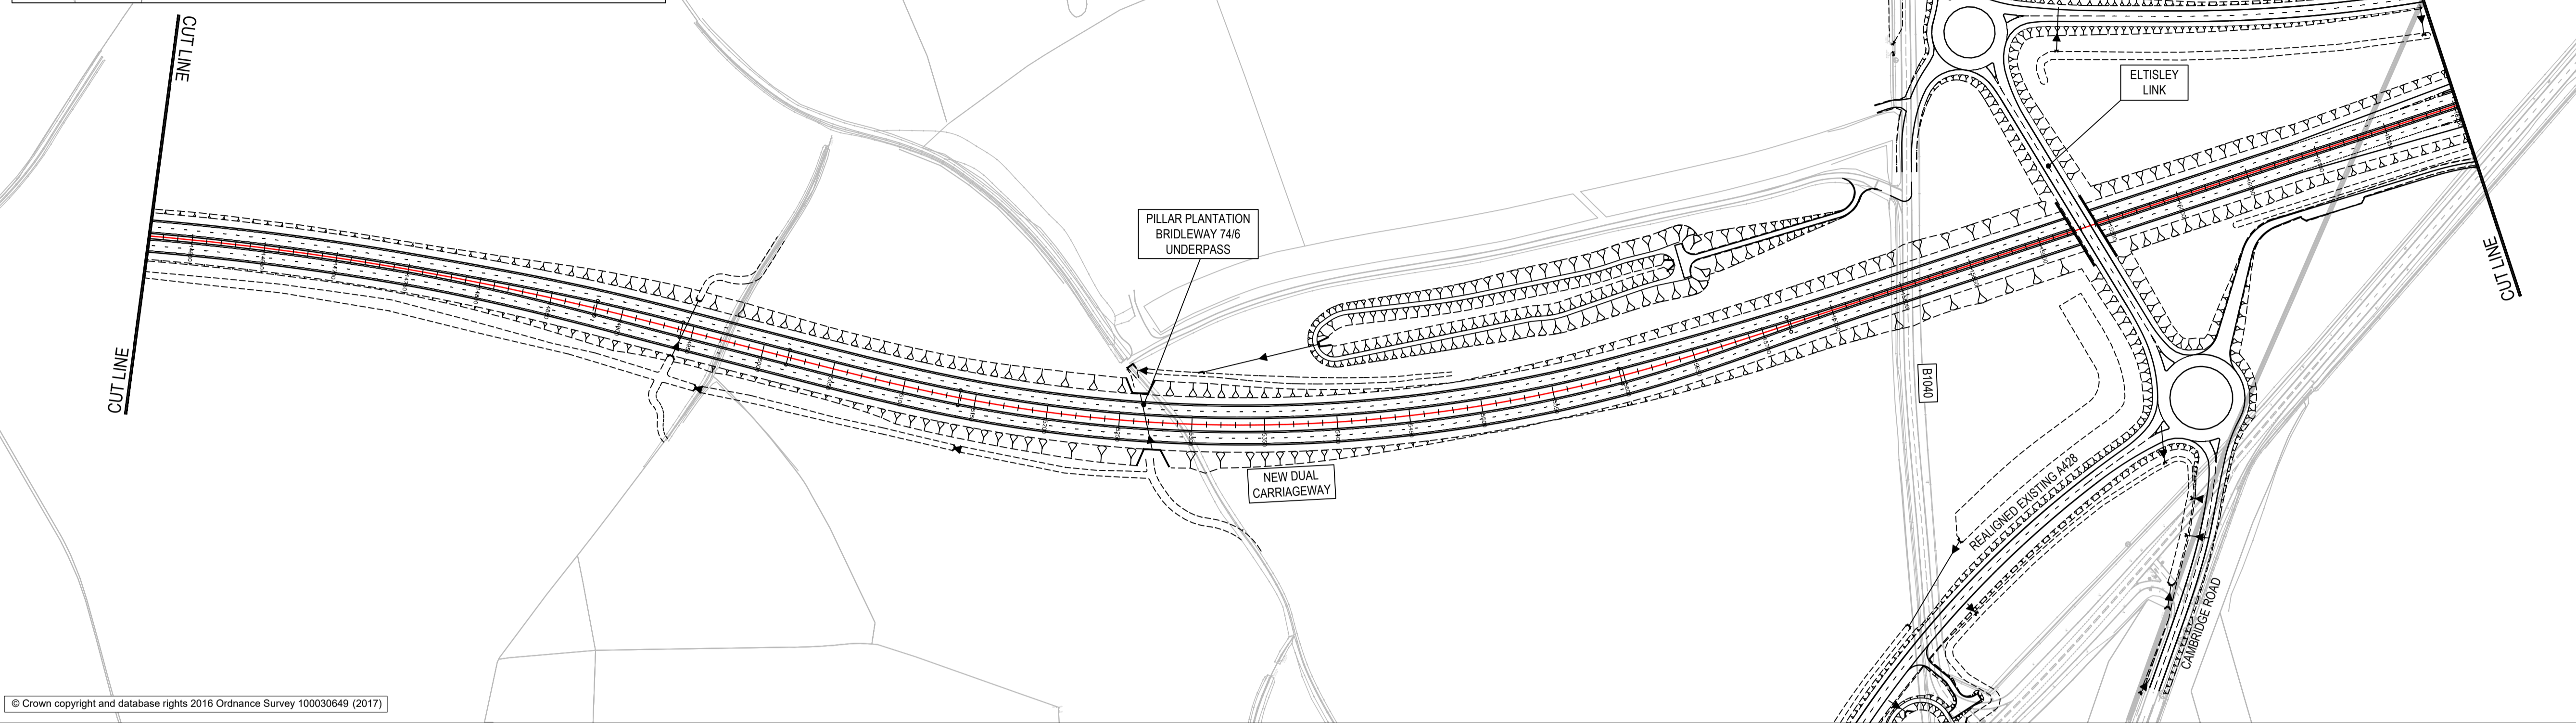 CUT LINE
CUT LINE
PILLAR PLANTATION
BRIDLEWAY 74/6
UNDERPASS
NEW DUAL
CARRIAGEWAY
ELTISLEY
LINK
B1040
REALIGNED EXISTING A428
CAMBRIDGE ROAD
CUT LINE
© Crown copyright and database rights 2016 Ordnance Survey 100030649 (2017)